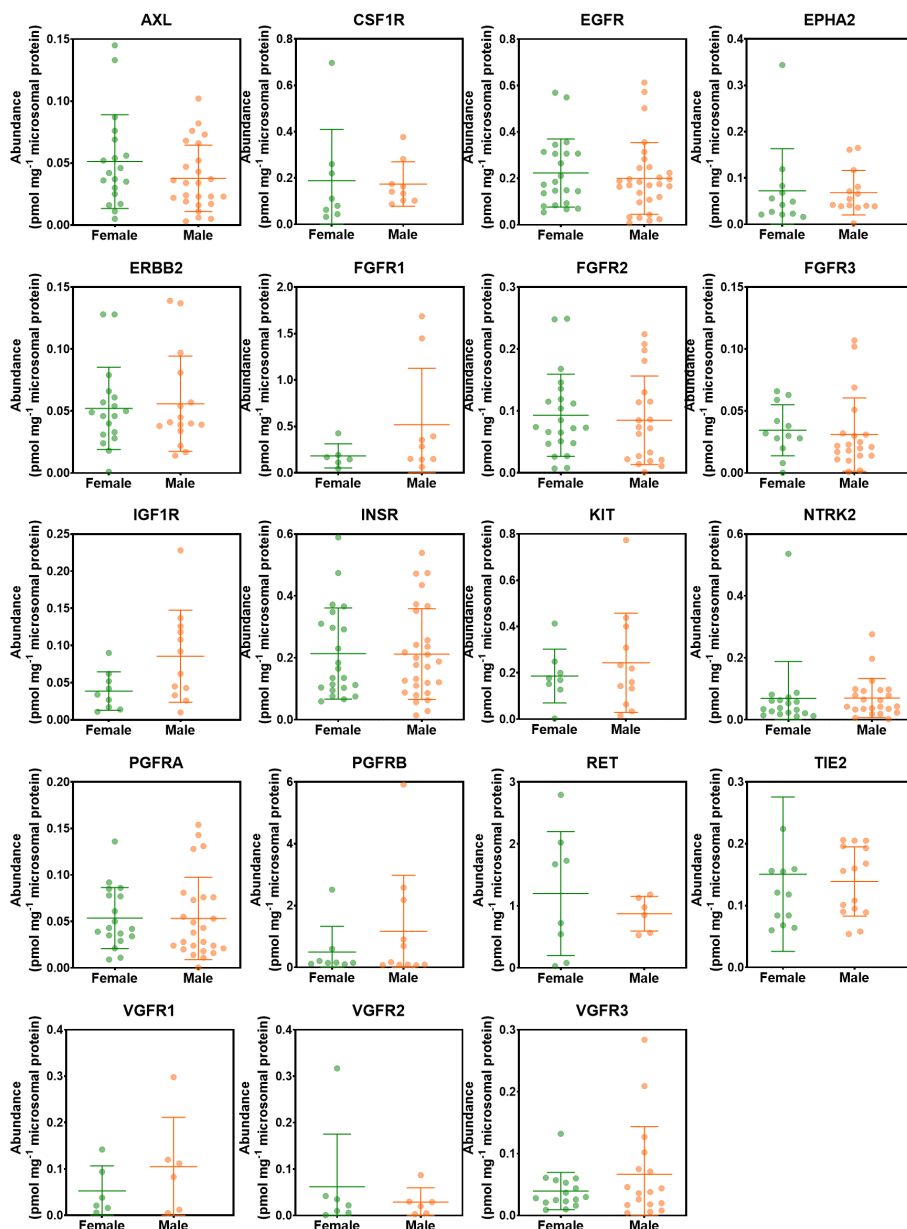 AXL
CSF1R
EGFR
EPHA2
Abundance
(pmol mg-1 microsomal protein)
0.15
0.10
0.05
0.00
Female Male
Abundance
(pmol mg-1 microsomal protein)
0.8
0.6
0.4
0.2
0.0
Female Male
Abundance
(pmol mg-1 microsomal protein)
0.8
0.6
0.4
0.2
0.0
Female Male
Abundance
(pmol mg-1 microsomal protein)
0.4
0.3
0.2
0.1
0.0
Female Male
ERBB2
FGFR1
FGFR2
FGFR3
Abundance
(pmol mg-1 microsomal protein)
0.15
0.10
0.05
0.00
Female Male
Abundance
(pmol mg-1 microsomal protein)
2.0
1.5
1.0
0.5
0.0
Female Male
Abundance
(pmol mg-1 microsomal protein)
0.3
0.2
0.1
0.0
Female Male
Abundance
(pmol mg-1 microsomal protein)
0.15
0.10
0.05
0.00
Female Male
IGF1R
INSR
KIT
NTRK2
Abundance
(pmol mg-1 microsomal protein)
0.25
0.20
0.15
0.10
0.05
0.00
Female Male
Abundance
(pmol mg-1 microsomal protein)
0.6
0.4
0.2
0.0
Female Male
Abundance
(pmol mg-1 microsomal protein)
0.8
0.6
0.4
0.2
0.0
Female Male
Abundance
(pmol mg-1 microsomal protein)
0.6
0.4
0.2
0.0
Female Male
PGFRA
PGFRB
RET
TIE2
Abundance
(pmol mg-1 microsomal protein)
0.20
0.15
0.10
0.05
0.00
Female Male
Abundance
(pmol mg-1 microsomal protein)
6
4
2
0
Female Male
Abundance
(pmol mg-1 microsomal protein)
3
2
1
0
Female Male
Abundance
(pmol mg-1 microsomal protein)
0.3
0.2
0.1
0.0
Female Male
VGFR1
VGFR2
VGFR3
Abundance
(pmol mg-1 microsomal protein)
0.4
0.3
0.2
0.1
0.0
Female Male
Abundance
(pmol mg-1 microsomal protein)
0.4
0.3
0.2
0.1
0.0
Female Male
Abundance
(pmol mg-1 microsomal protein)
0.3
0.2
0.1
0.0
Female Male